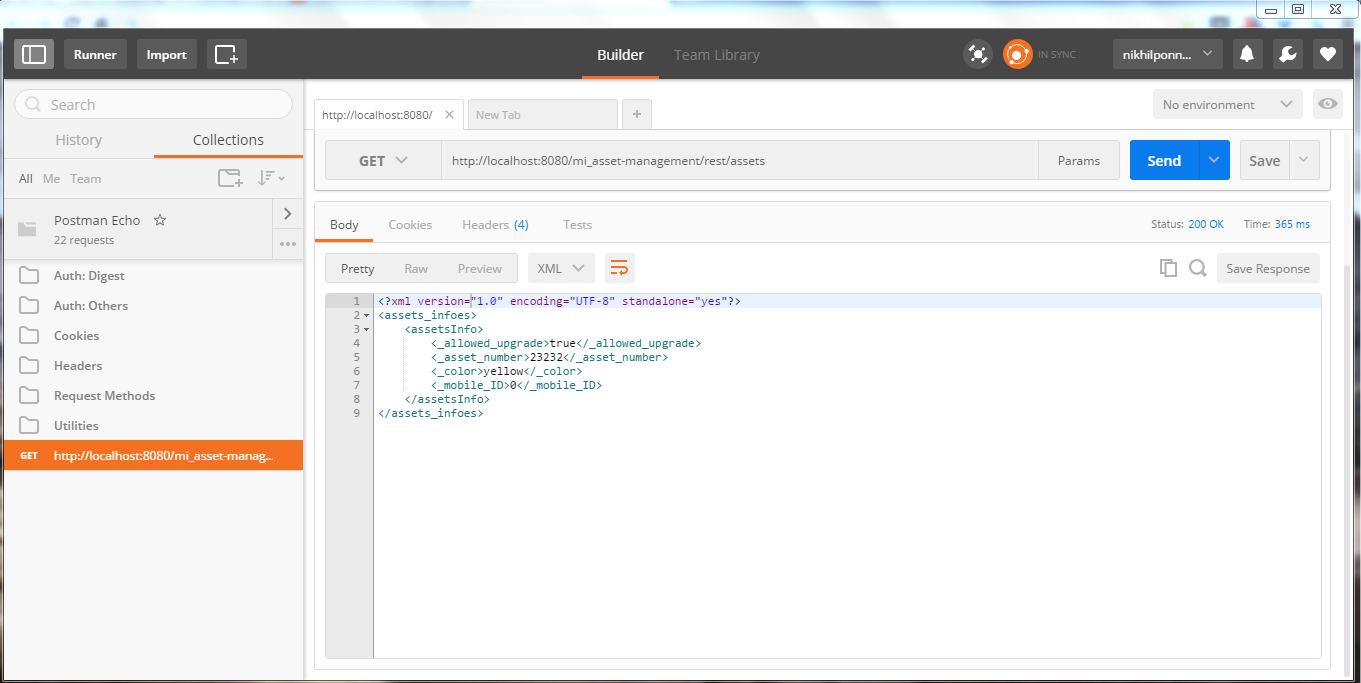 Runner Import Builder Team Library IN SYNC nikhilponn...
Search
History Collections
All Me Team
Postman Echo
22 requests
Auth: Digest
Auth: Others
Cookies
Headers
Request Methods
Utilities
GET http://localhost:8080/mi_asset-manag...
http://localhost:8080/ New Tab + No environment
GET http://localhost:8080/mi_asset-management/rest/assets Params Send Save
Body Cookies Headers (4) Tests Status: 200 OK Time: 365 ms
Pretty Raw Preview XML Save Response
1 <?xml version="1.0" encoding="UTF-8" standalone="yes"?>
2 <assets_infoes>
3 <assetsInfo>
4 <_allowed_upgrade>true</_allowed_upgrade>
5 <_asset_number>23232</_asset_number>
6 <_color>yellow</_color>
7 <_mobile_ID>0</_mobile_ID>
8 </assetsInfo>
9 </assets_infoes>